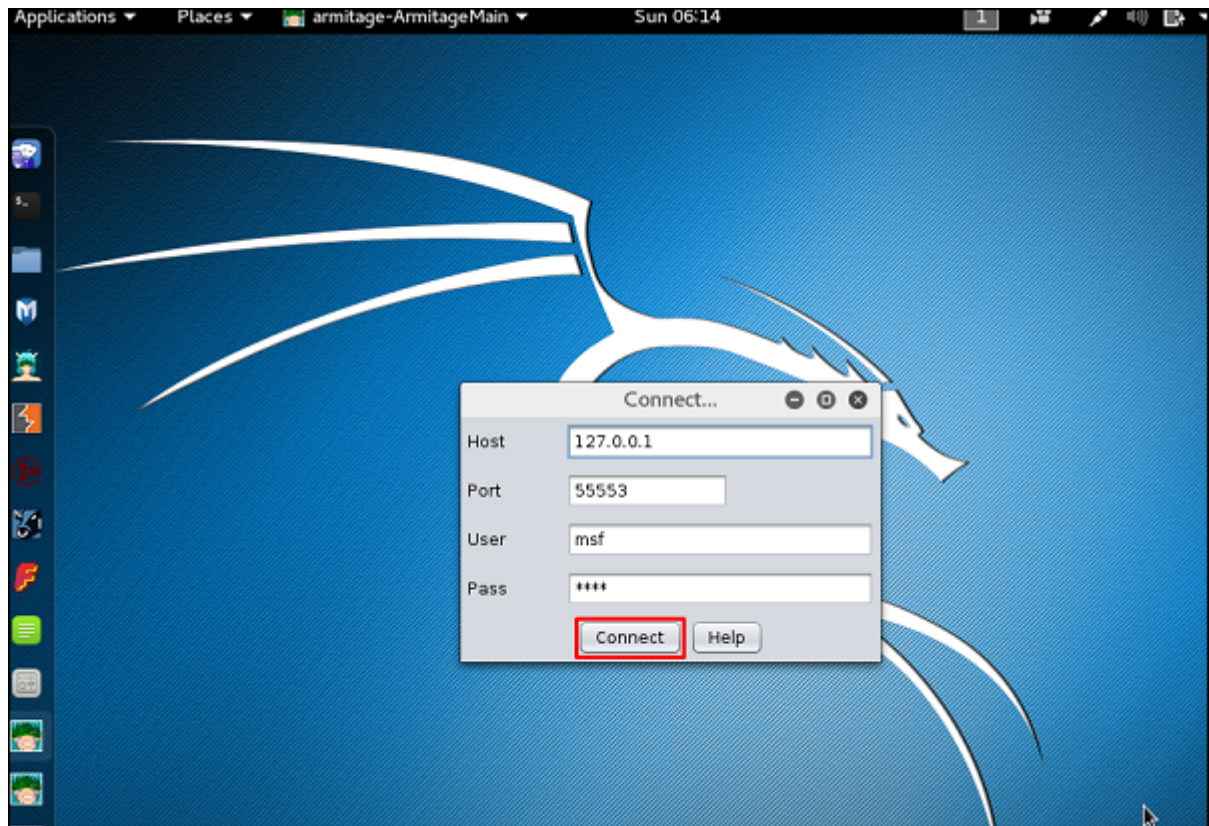 Applications Places armitage-ArmitageMain Sun 06:14 1
Connect...
Host 127.0.0.1
Port 55553
User msf
Pass ****
Connect Help